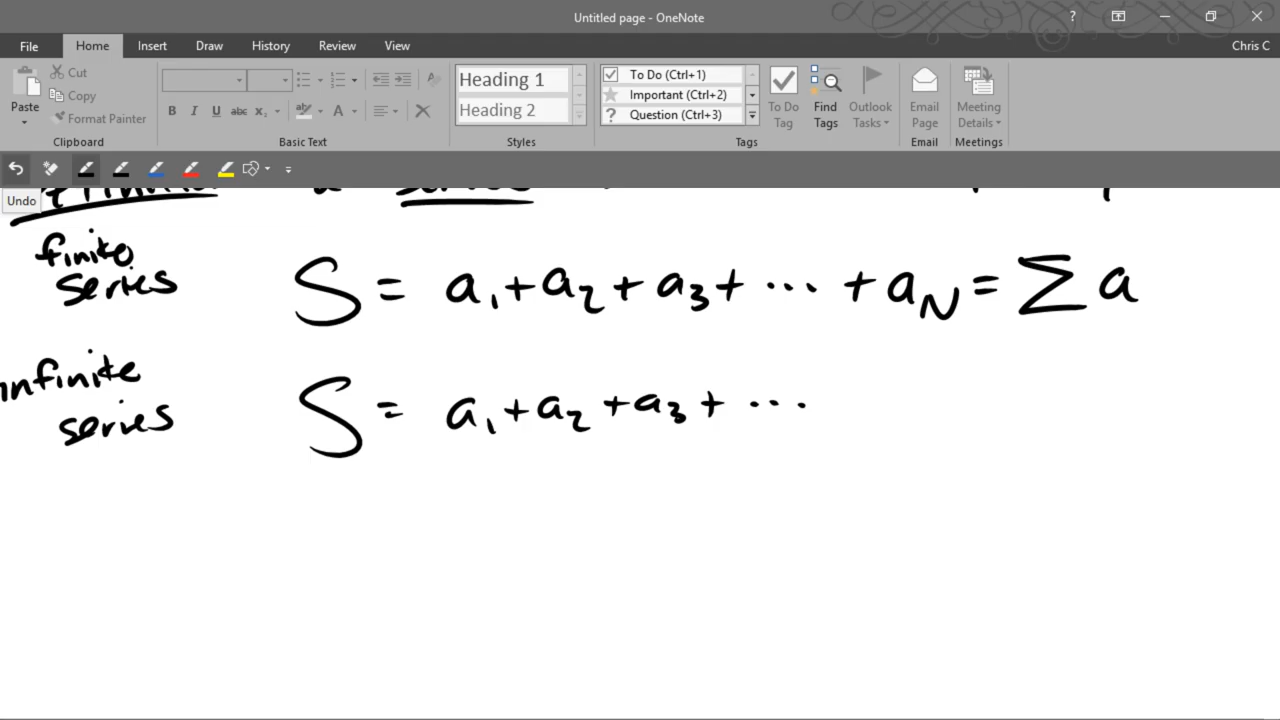 Untitled page - OneNote
?
File Home Insert Draw History Review View Chris C
Paste
Cut
Copy
Format Painter
Clipboard
B I U abc x, A
Basic Text
Heading 1
Heading 2
Styles
To Do (Ctrl+1)
Important (Ctrl+2)
? Question (Ctrl+3)
To Do Tag
Find Tags
Outlook Tasks
Tags
Email Page
Email
Meeting Details
Meetings
Undo
finite
series S = a₁ + a₂ + a₃ + ... + a_N = ∑ a
infinite
series S = a₁ + a₂ + a₃ + ...